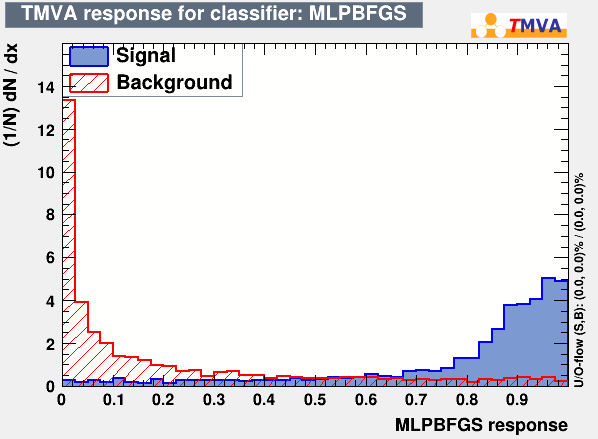 TMVA response for classifier: MLPBFGS
TMVA
Signal
Background
(1/N) dN / dx
14
12
10
8
6
4
2
0
0 0.1 0.2 0.3 0.4 0.5 0.6 0.7 0.8 0.9
MLPBFGS response
U/O-flow (S,B): (0.0, 0.0)% / (0.0, 0.0)%